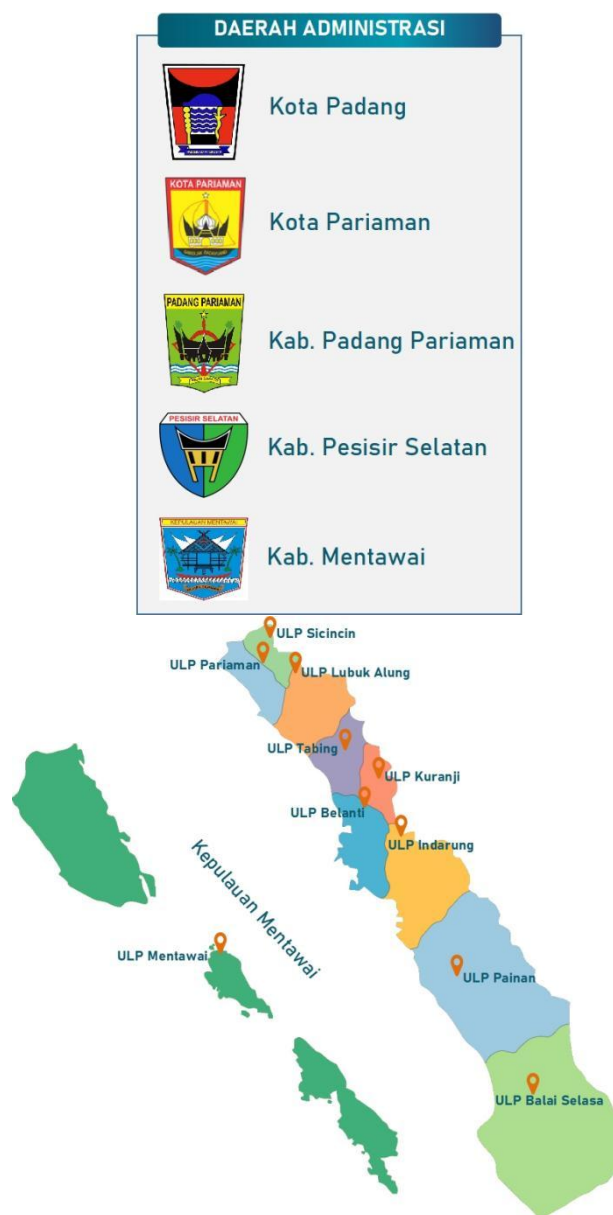 DAERAH ADMINISTRASI
Kota Padang
KOTA PARIAMAN
Kota Pariaman
PADANG PARIAMAN
Kab. Padang Pariaman
PESISIR SELATAN
Kab. Pesisir Selatan
KEPULAUAN MENTAWAI
Kab. Mentawai
ULP Sicincin
ULP Pariaman
ULP Lubuk Alung
ULP Tabing
ULP Kuranji
ULP Belanti
ULP Indarung
Kepulauan Mentawai
ULP Mentawai
ULP Painan
ULP Balai Selasa